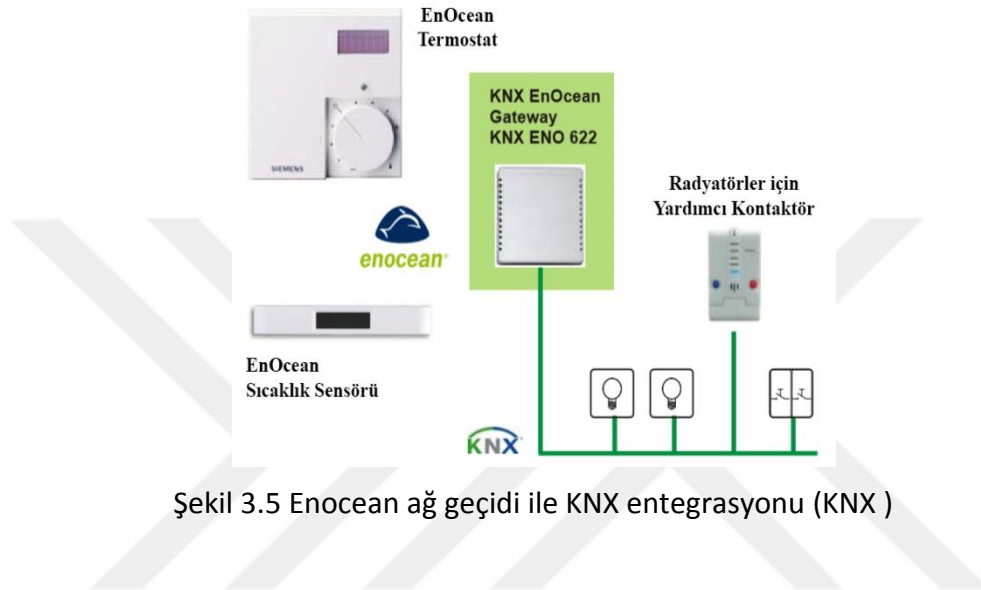 EnOcean
Termostat
SIEMENS
KNX EnOcean
Gateway
KNX ENO 622
Radyatörler için
Yardımcı Kontaktör
enocean®
EnOcean
Sıcaklık Sensörü
KNX
Şekil 3.5 Enocean ağ geçidi ile KNX entegrasyonu (KNX )